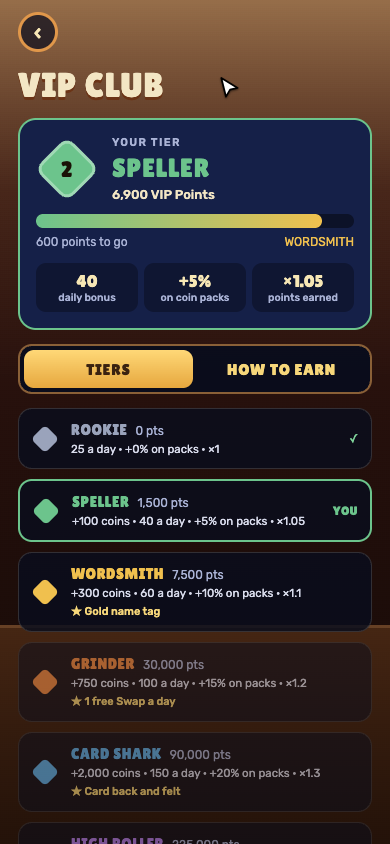 VIP CLUB
2
YOUR TIER
SPELLER
6,900 VIP Points
600 points to go
WORDSMITH
40
daily bonus
+5%
on coin packs
×1.05
points earned
TIERS
HOW TO EARN
ROOKIE 0 pts
25 a day • +0% on packs • ×1
✓
SPELLER 1,500 pts
+100 coins • 40 a day • +5% on packs • ×1.05
YOU
WORDSMITH 7,500 pts
+300 coins • 60 a day • +10% on packs • ×1.1
★ Gold name tag
GRINDER 30,000 pts
+750 coins • 100 a day • +15% on packs • ×1.2
★ 1 free Swap a day
CARD SHARK 90,000 pts
+2,000 coins • 150 a day • +20% on packs • ×1.3
★ Card back and felt
HIGH ROLLER 225,000 pts